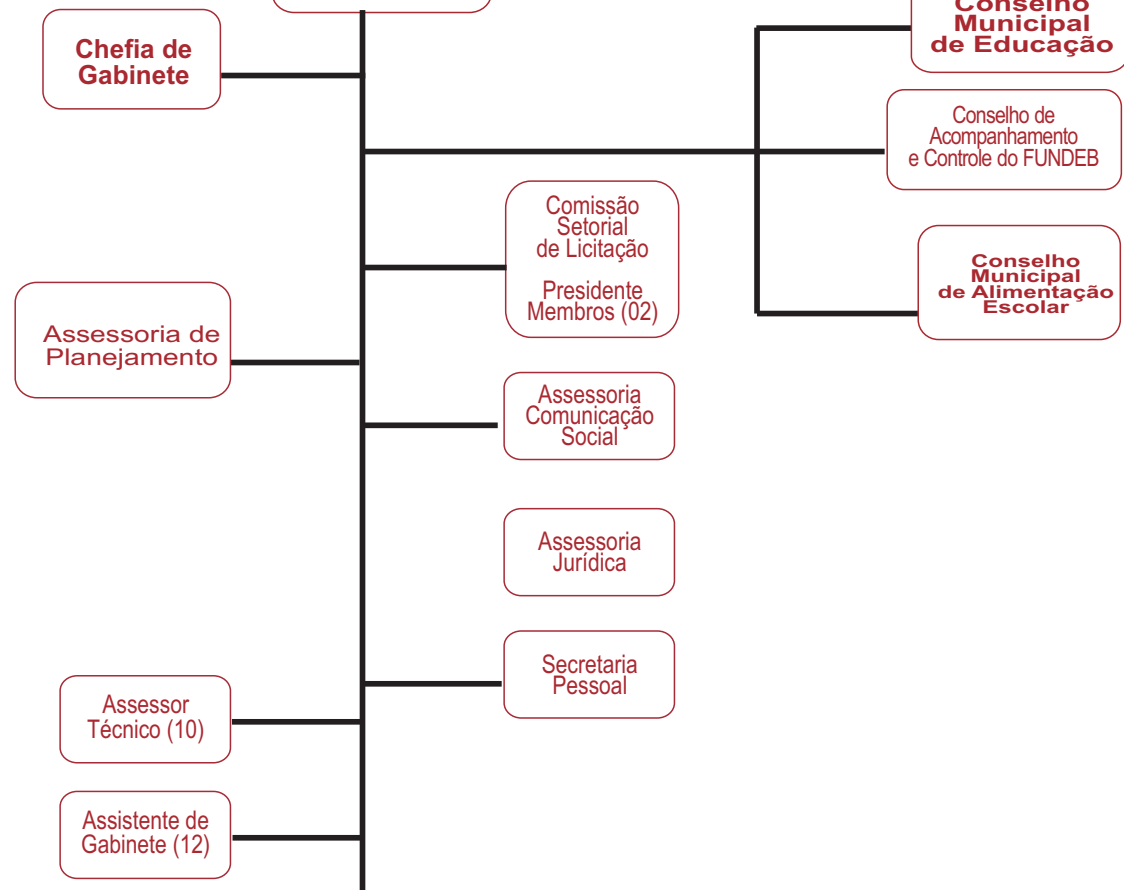 Chefia de
Gabinete
Conselho
Municipal
de Educação
Conselho de
Acompanhamento
e Controle do FUNDEB
Comissão
Setorial
de Licitação
Presidente
Membros (02)
Conselho
Municipal
de Alimentação
Escolar
Assessoria de
Planejamento
Assessoria
Comunicação
Social
Assessoria
Jurídica
Secretaria
Pessoal
Assessor
Técnico (10)
Assistente de
Gabinete (12)